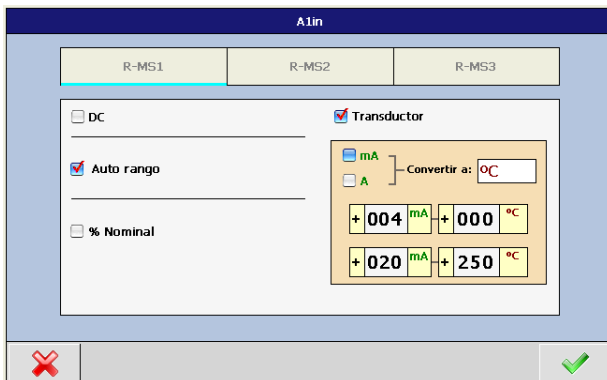 A1in
R-MS1 R-MS2 R-MS3
DC
Transductor
Auto rango
mA
A
Convertir a: ºC
+ 004 mA + 000 ºC
% Nominal
+ 020 mA + 250 ºC